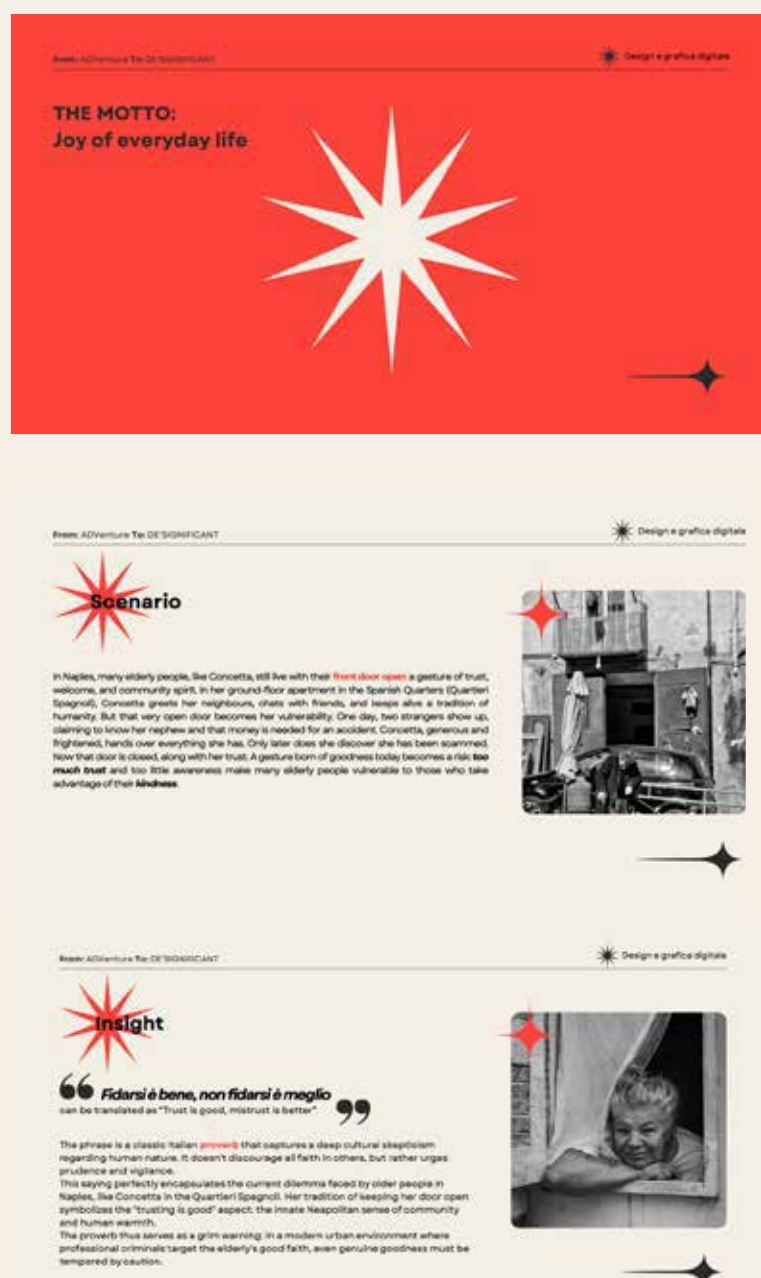 From: ADVenture To: DE'SIGNIFICANT
Design e grafica digitale
THE MOTTO:
Joy of everyday life
From: ADVenture To: DE'SIGNIFICANT
Design e grafica digitale
Scenario
In Naples, many elderly people, like Concetta, still live with their front door open: a gesture of trust,
welcome, and community spirit. In her ground-floor apartment in the Spanish Quarters (Quartieri
Spagnoli), Concetta greets her neighbours, chats with friends, and keeps alive a tradition of
humanity. But that very open door becomes her vulnerability. One day, two strangers show up,
claiming to know her nephew and that money is needed for an accident. Concetta, generous and
frightened, hands over everything she has. Only later does she discover she has been scammed.
Now that door is closed, along with her trust. A gesture born of goodness today becomes a risk: too
much trust and too little awareness make many elderly people vulnerable to those who take
advantage of their kindness.
From: ADVenture To: DE'SIGNIFICANT
Design e grafica digitale
Insight
“ Fidarsi è bene, non fidarsi è meglio
can be translated as "Trust is good, mistrust is better" ”
The phrase is a classic Italian proverb that captures a deep cultural skepticism
regarding human nature. It doesn't discourage all faith in others, but rather urges
prudence and vigilance.
This saying perfectly encapsulates the current dilemma faced by older people in
Naples, like Concetta in the Quartieri Spagnoli. Her tradition of keeping her door open
symbolizes the "trusting is good" aspect: the innate Neapolitan sense of community
and human warmth.
The proverb thus serves as a grim warning: in a modern urban environment where
professional criminals target the elderly's good faith, even genuine goodness must be
tempered by caution.